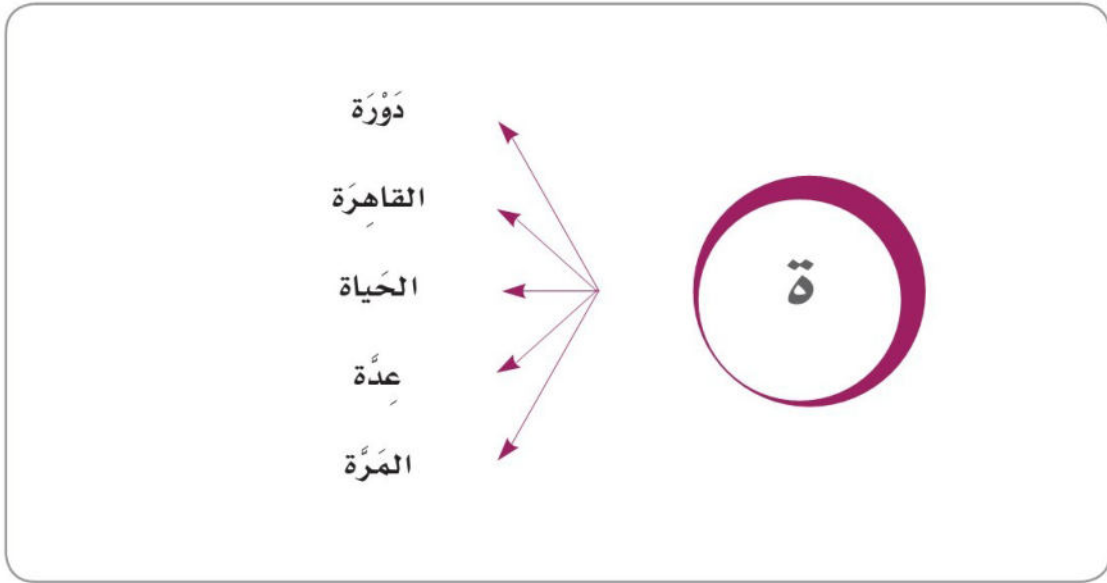 ة
دَوْرَة
القاهِرَة
الحَياة
عِدَّة
المَرَّة